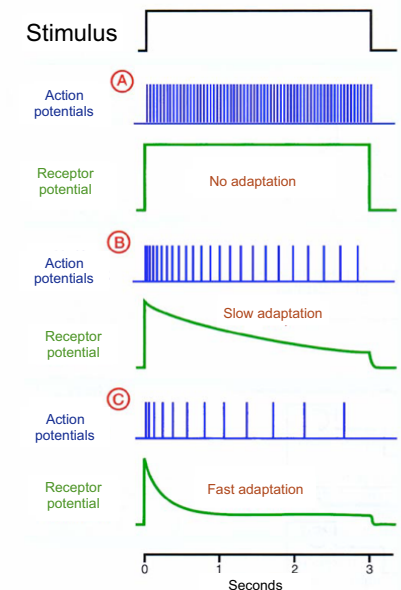 Stimulus
A
Action
potentials
Receptor
potential
No adaptation
B
Action
potentials
Slow adaptation
Receptor
potential
C
Action
potentials
Receptor
potential
Fast adaptation
0 1 2 3
Seconds